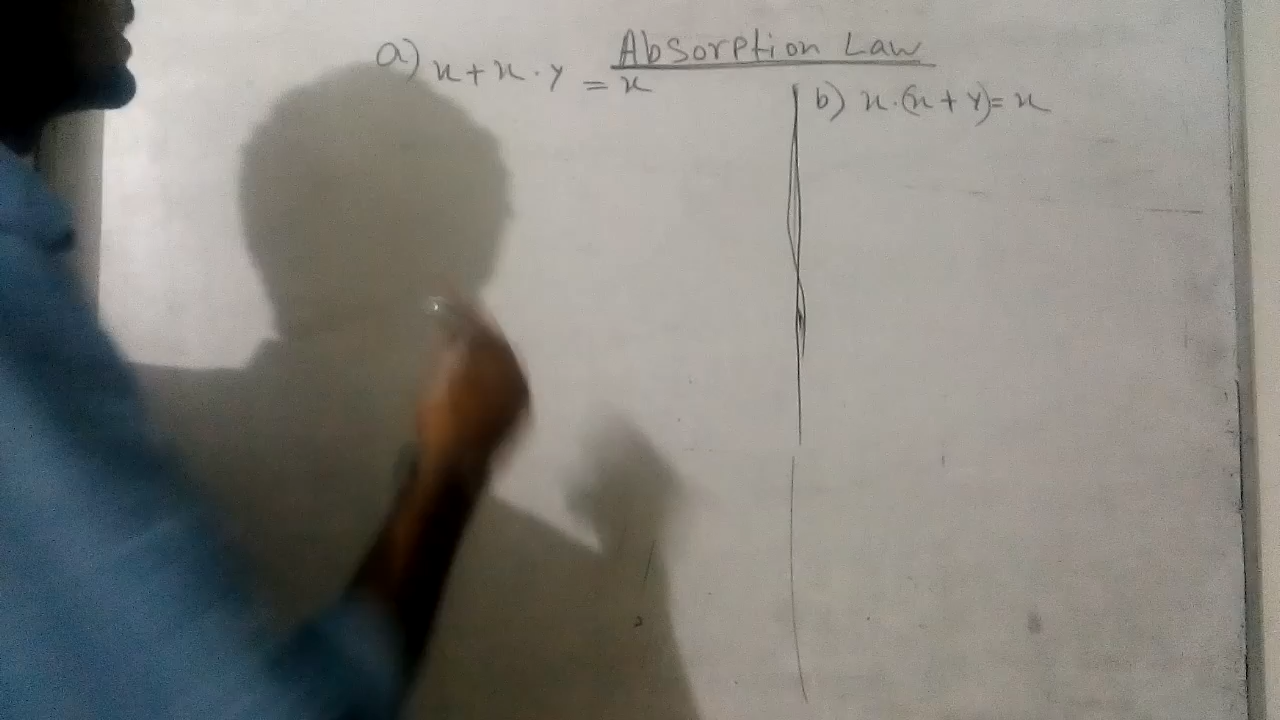 Absorption Law
a) x + x · y = x
b) x · (x + y) = x